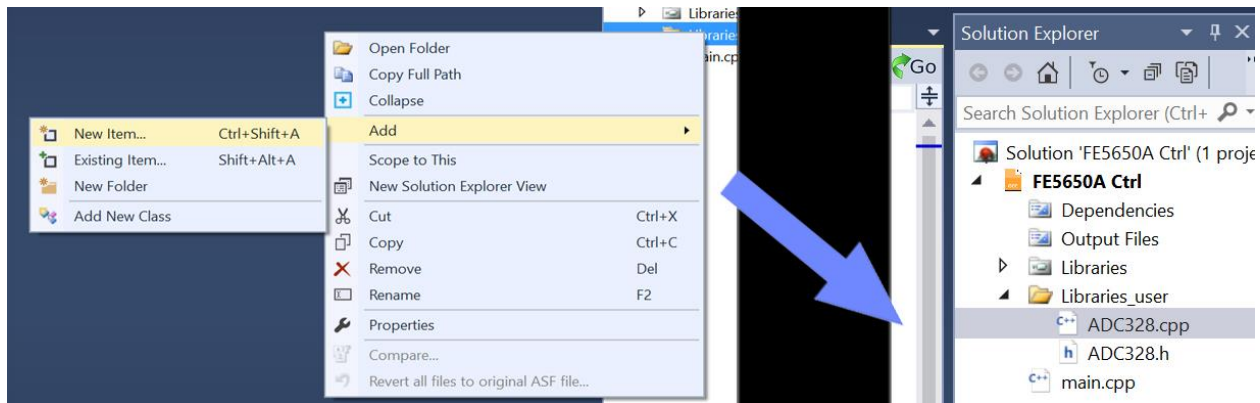 New Item... Ctrl+Shift+A
Existing Item... Shift+Alt+A
New Folder
Add New Class
Open Folder
Copy Full Path
Collapse
Add
Scope to This
New Solution Explorer View
Cut Ctrl+X
Copy Ctrl+C
Remove Del
Rename F2
Properties
Compare...
Revert all files to original ASF file...
Go
Solution Explorer
Search Solution Explorer (Ctrl+
Solution 'FE5650A Ctrl' (1 proje
FE5650A Ctrl
Dependencies
Output Files
Libraries
Libraries_user
C++ ADC328.cpp
h ADC328.h
C++ main.cpp